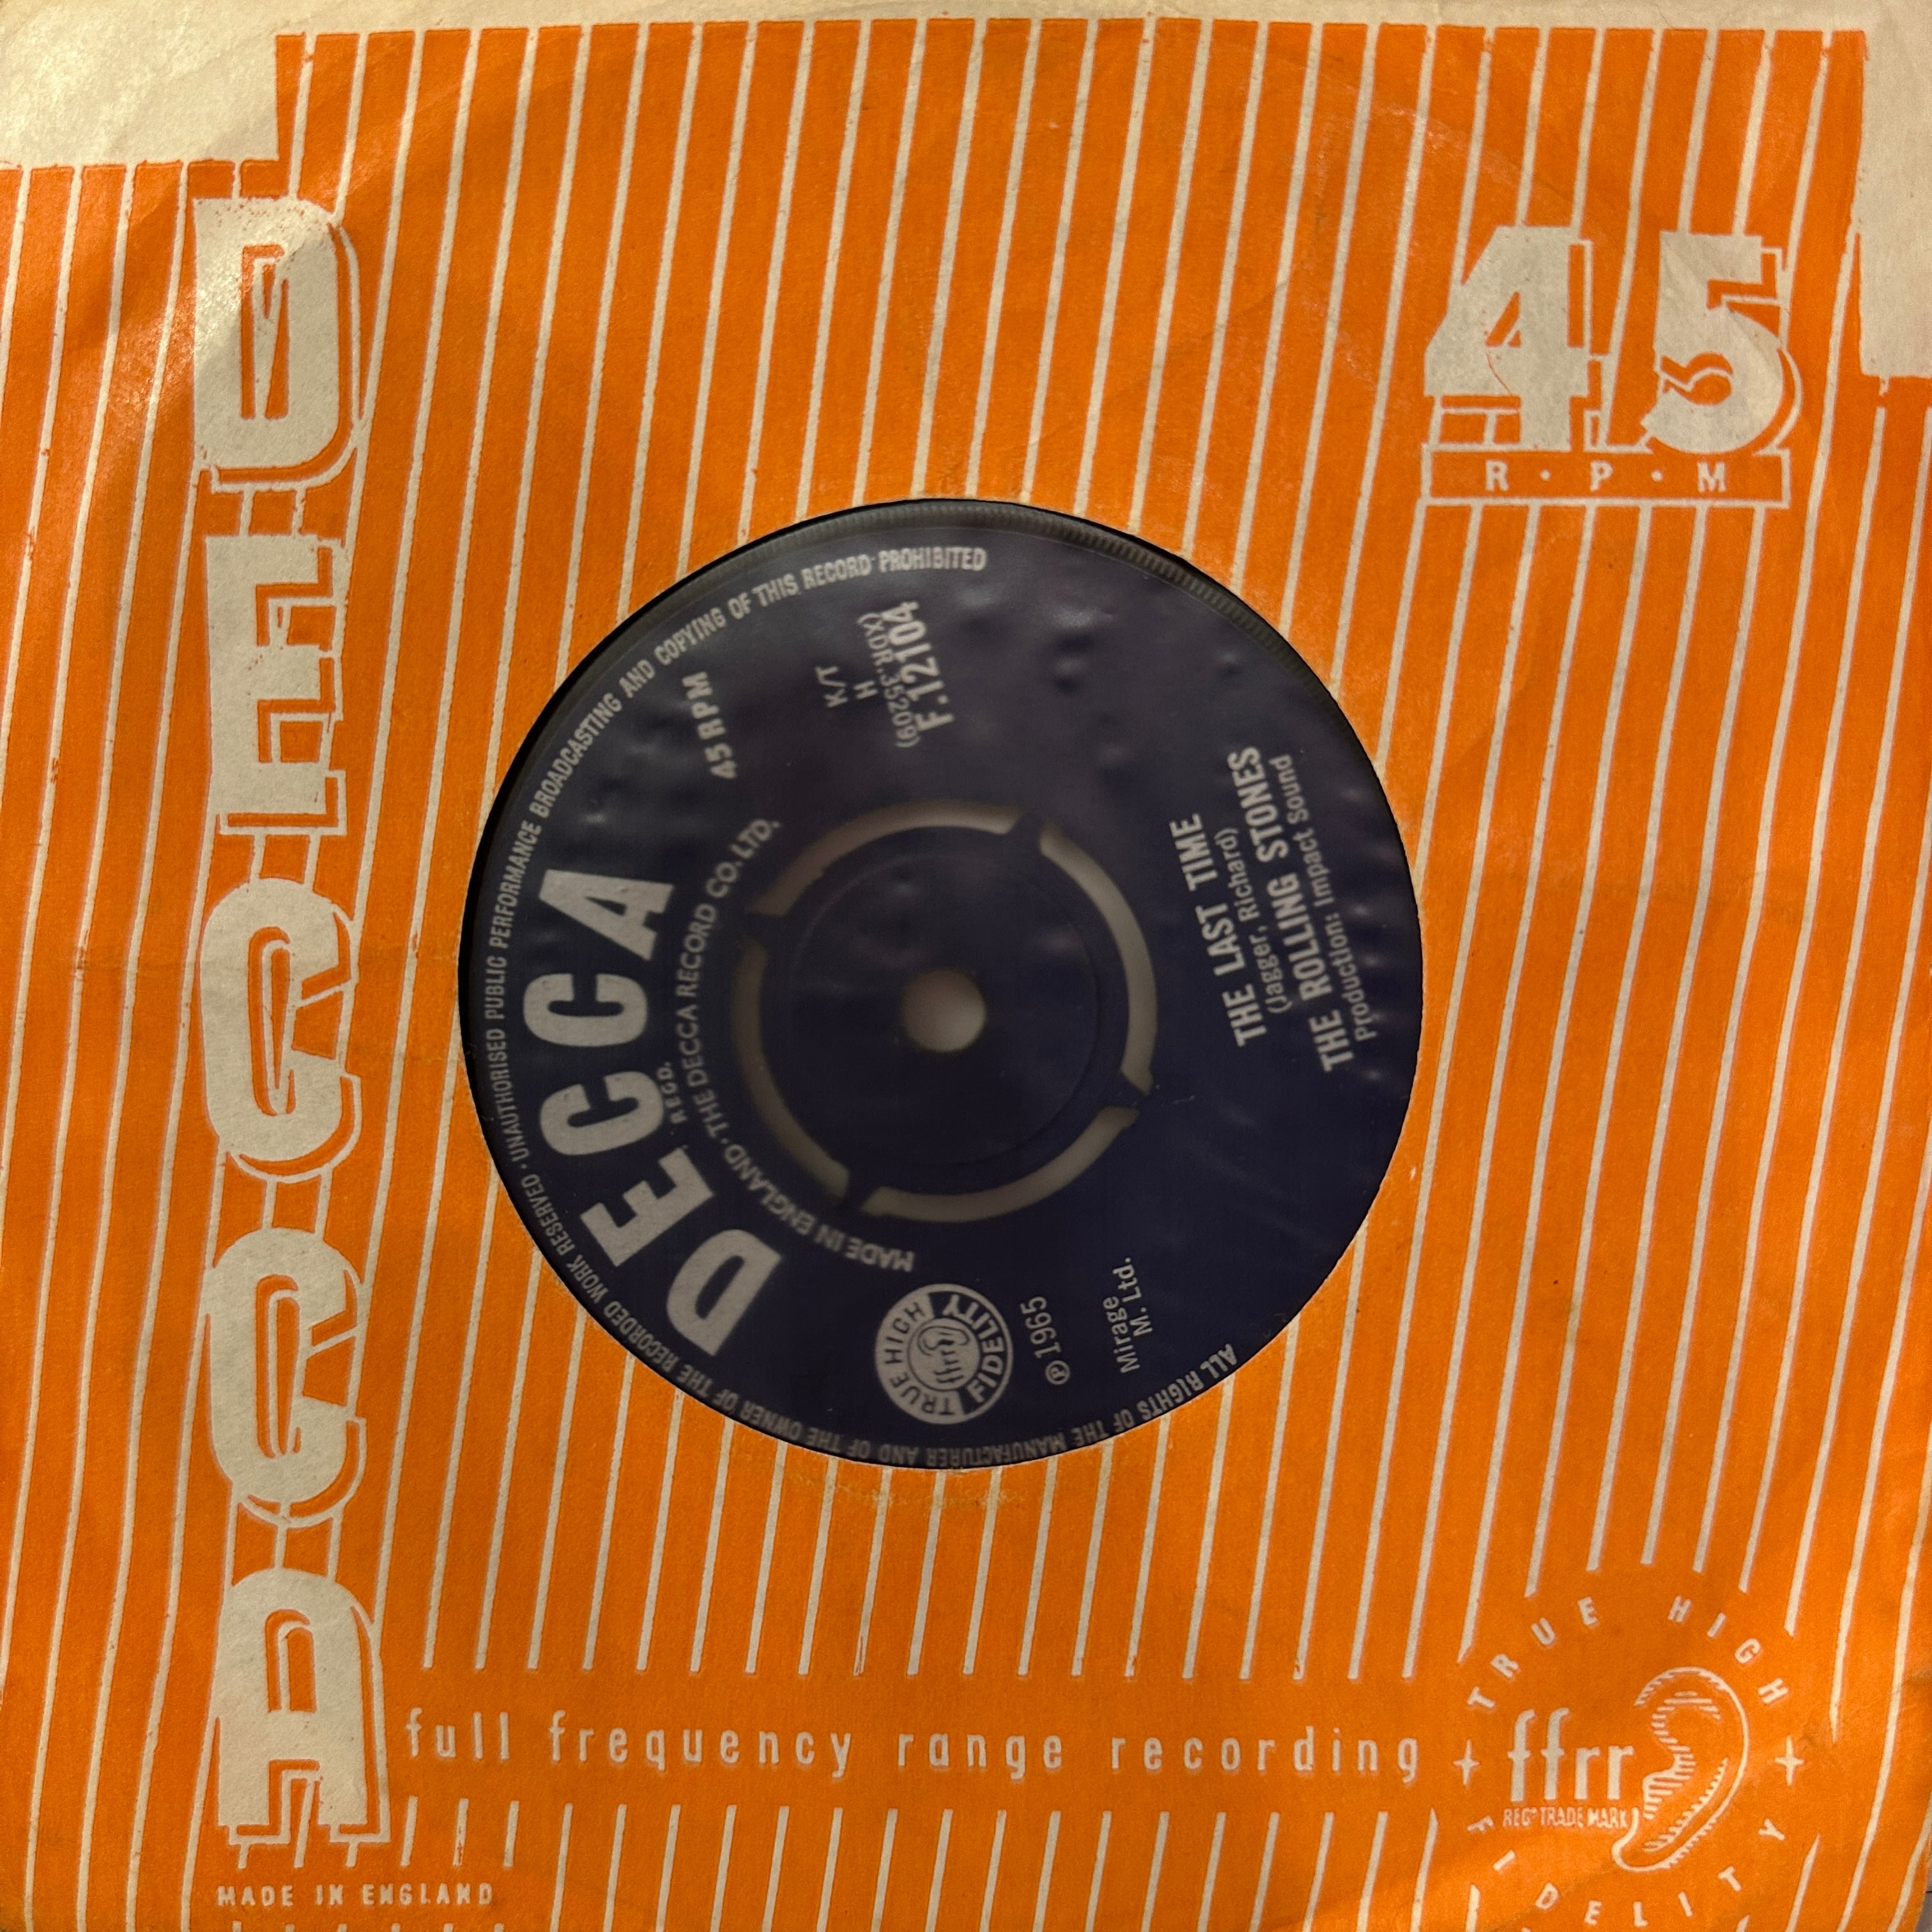 DECCA
45
R·P·M
ALL RIGHTS OF THE MANUFACTURER AND OF THE OWNER OF THE RECORDED WORK RESERVED · UNAUTHORISED PUBLIC PERFORMANCE BROADCASTING AND COPYING OF THIS RECORD PROHIBITED
DECCA
REGD.
MADE IN ENGLAND · THE DECCA RECORD CO. LTD.
45 RPM
TRUE HIGH
ffrr
FIDELITY
℗ 1965
Mirage
M. Ltd.
K/T
H
(XDR.35209)
F.12104
THE LAST TIME
(Jagger, Richard)
THE ROLLING STONES
Production: Impact Sound
full frequency range recording
TRUE HIGH
+ ffrr +
REGD TRADE MARK
FIDELITY
MADE IN ENGLAND